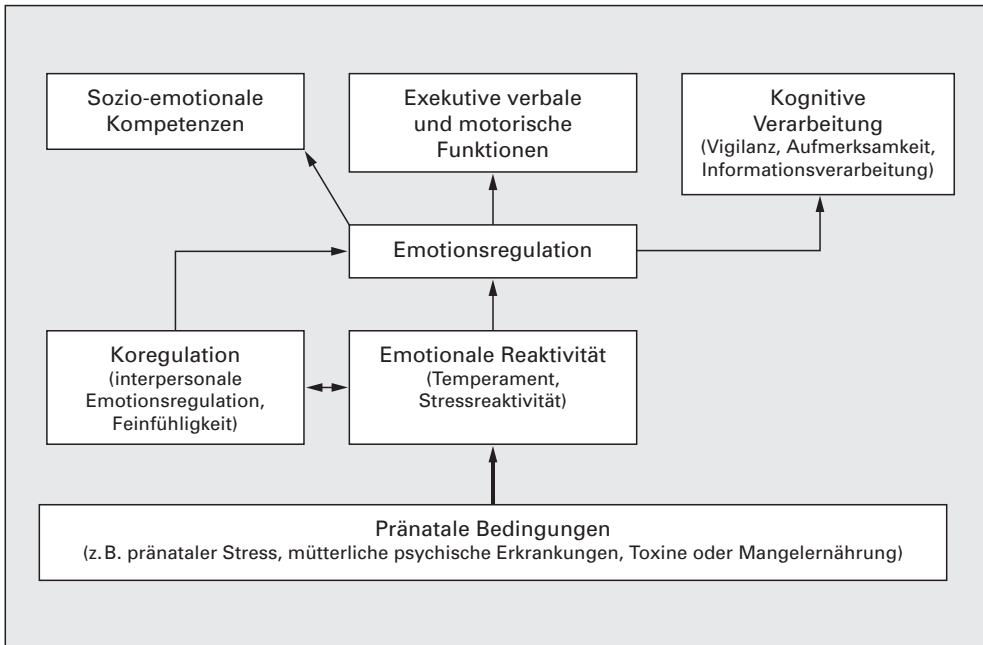 Sozio-emotionale
Kompetenzen
Exekutive verbale
und motorische
Funktionen
Kognitive
Verarbeitung
(Vigilanz, Aufmerksamkeit,
Informationsverarbeitung)
Emotionsregulation
Koregulation
(interpersonale
Emotionsregulation,
Feinfühligkeit)
Emotionale Reaktivität
(Temperament,
Stressreaktivität)
Pränatale Bedingungen
(z. B. pränataler Stress, mütterliche psychische Erkrankungen, Toxine oder Mangelernährung)